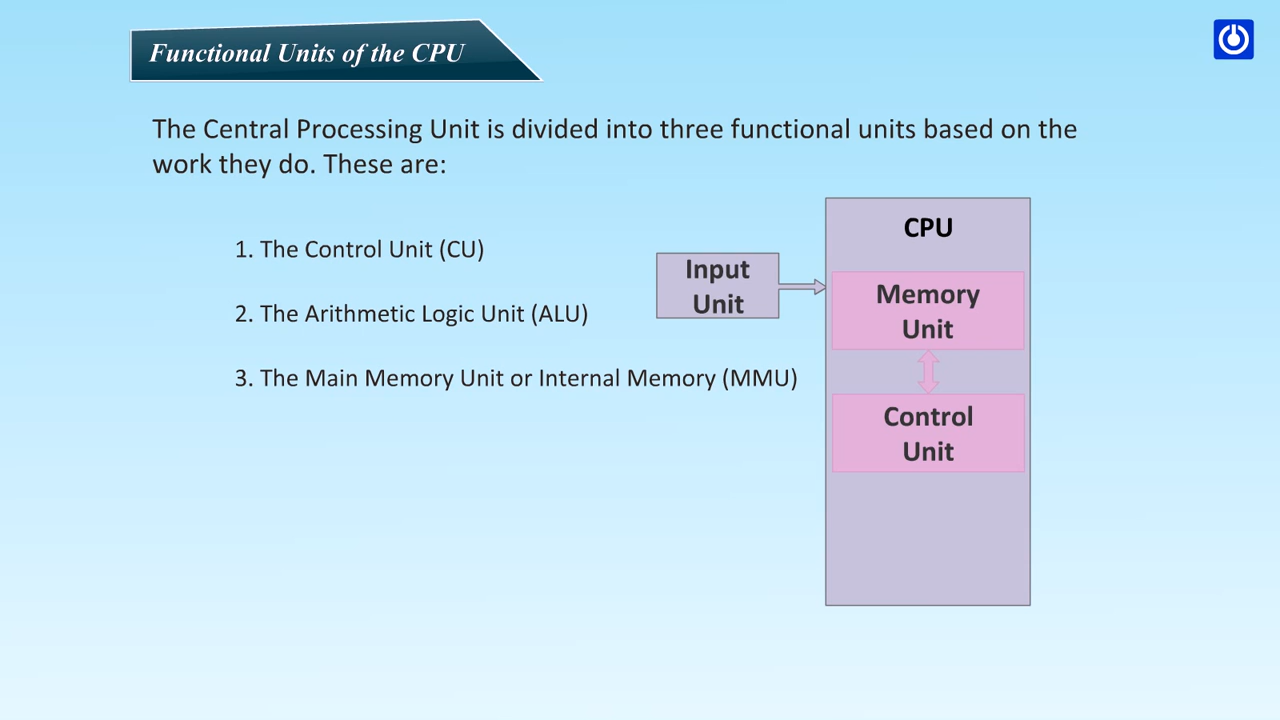 Functional Units of the CPU
The Central Processing Unit is divided into three functional units based on the
work they do. These are:
1. The Control Unit (CU)
2. The Arithmetic Logic Unit (ALU)
3. The Main Memory Unit or Internal Memory (MMU)
Input
Unit
CPU
Memory
Unit
Control
Unit